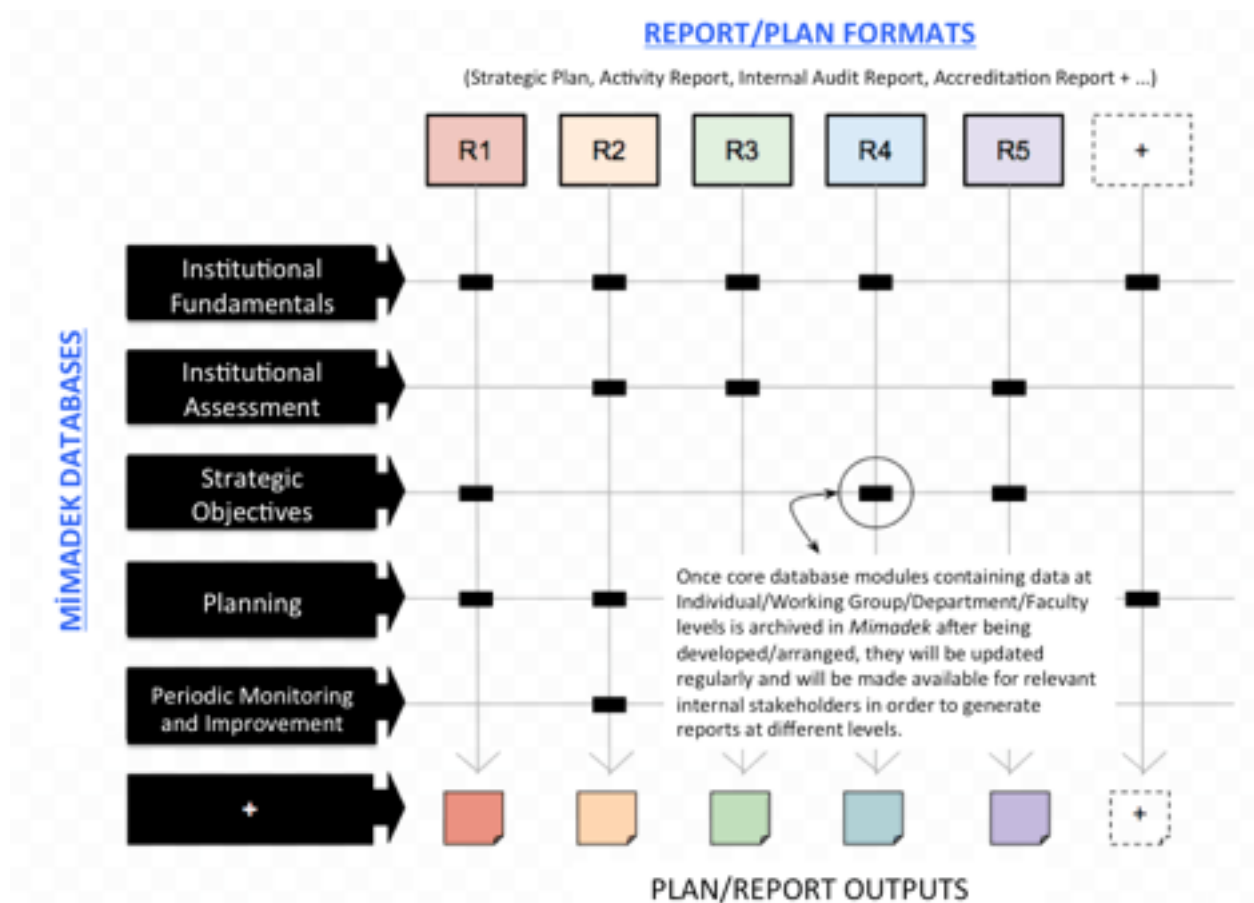 REPORT/PLAN FORMATS
(Strategic Plan, Activity Report, Internal Audit Report, Accreditation Report + ...)
R1
R2
R3
R4
R5
+
MİMADEK DATABASES
Institutional
Fundamentals
Institutional
Assessment
Strategic
Objectives
Planning
Periodic Monitoring
and Improvement
+
Once core database modules containing data at
Individual/Working Group/Department/Faculty
levels is archived in Mimadek after being
developed/arranged, they will be updated
regularly and will be made available for relevant
internal stakeholders in order to generate
reports at different levels.
+
PLAN/REPORT OUTPUTS